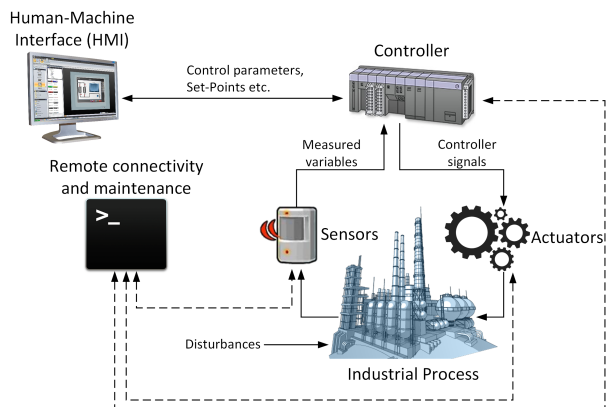 Human-Machine
Interface (HMI)
Controller
Control parameters,
Set-Points etc.
Measured
variables
Controller
signals
Remote connectivity
and maintenance
>_
Sensors
Actuators
Disturbances
Industrial Process